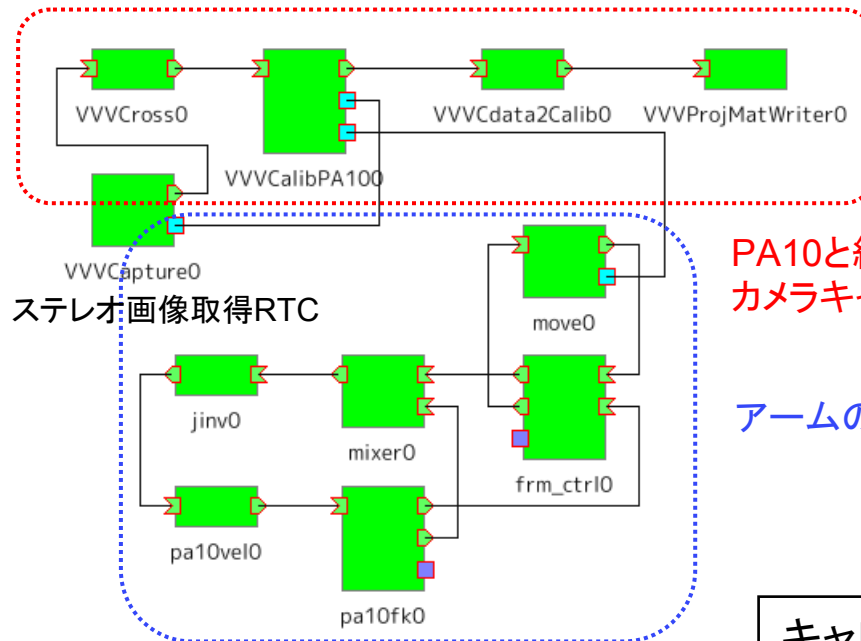 VVVCross0
VVVCalibPA100
VVVCdata2Calib0
VVVProjMatWriter0
VVVCapture0
ステレオ画像取得RTC
move0
PA10と
カメラキ
アームの
jinv0
mixer0
frm_ctrl0
pa10vel0
pa10fk0
キャ